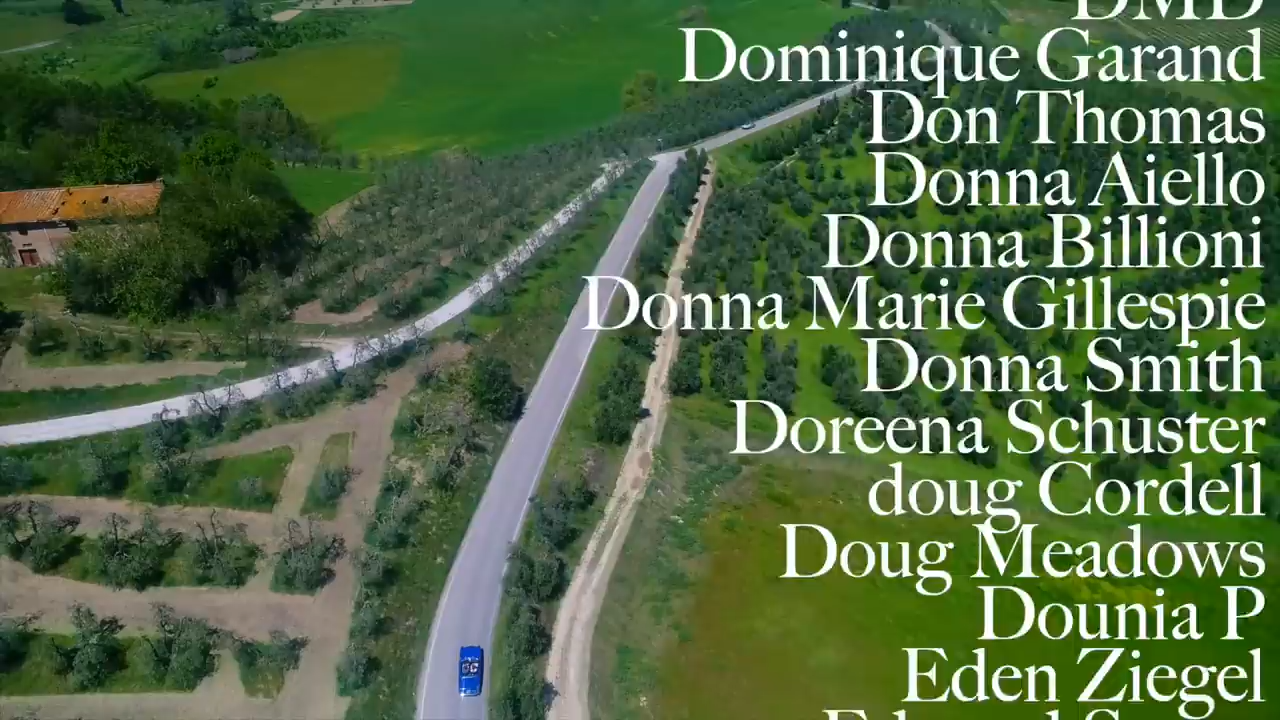 DMD
Dominique Garand
Don Thomas
Donna Aiello
Donna Billioni
Donna Marie Gillespie
Donna Smith
Doreena Schuster
doug Cordell
Doug Meadows
Dounia P
Eden Ziegel